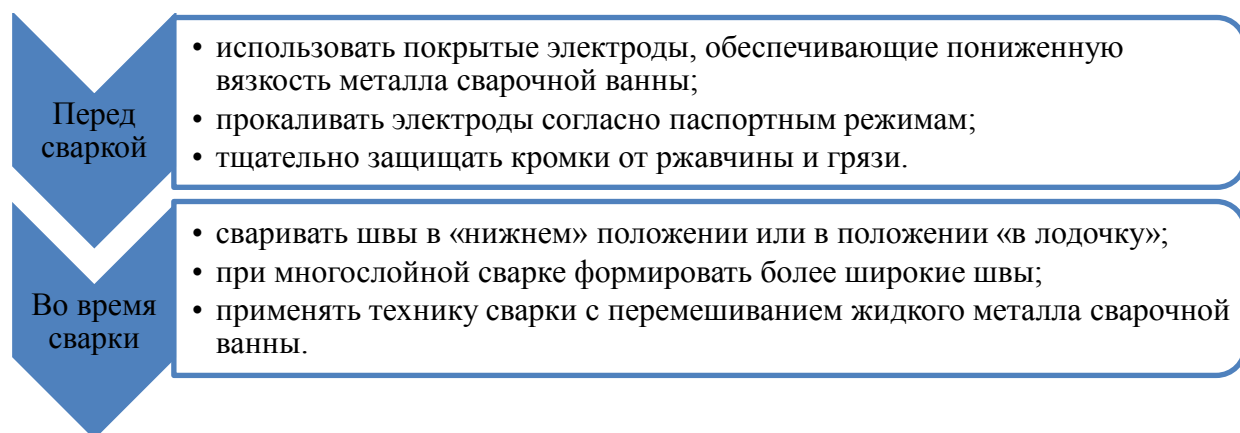 Перед
сваркой
• использовать покрытые электроды, обеспечивающие пониженную
вязкость металла сварочной ванны;
• прокаливать электроды согласно паспортным режимам;
• тщательно защищать кромки от ржавчины и грязи.
Во время
сварки
• сваривать швы в «нижнем» положении или в положении «в лодочку»;
• при многослойной сварке формировать более широкие швы;
• применять технику сварки с перемешиванием жидкого металла сварочной
ванны.